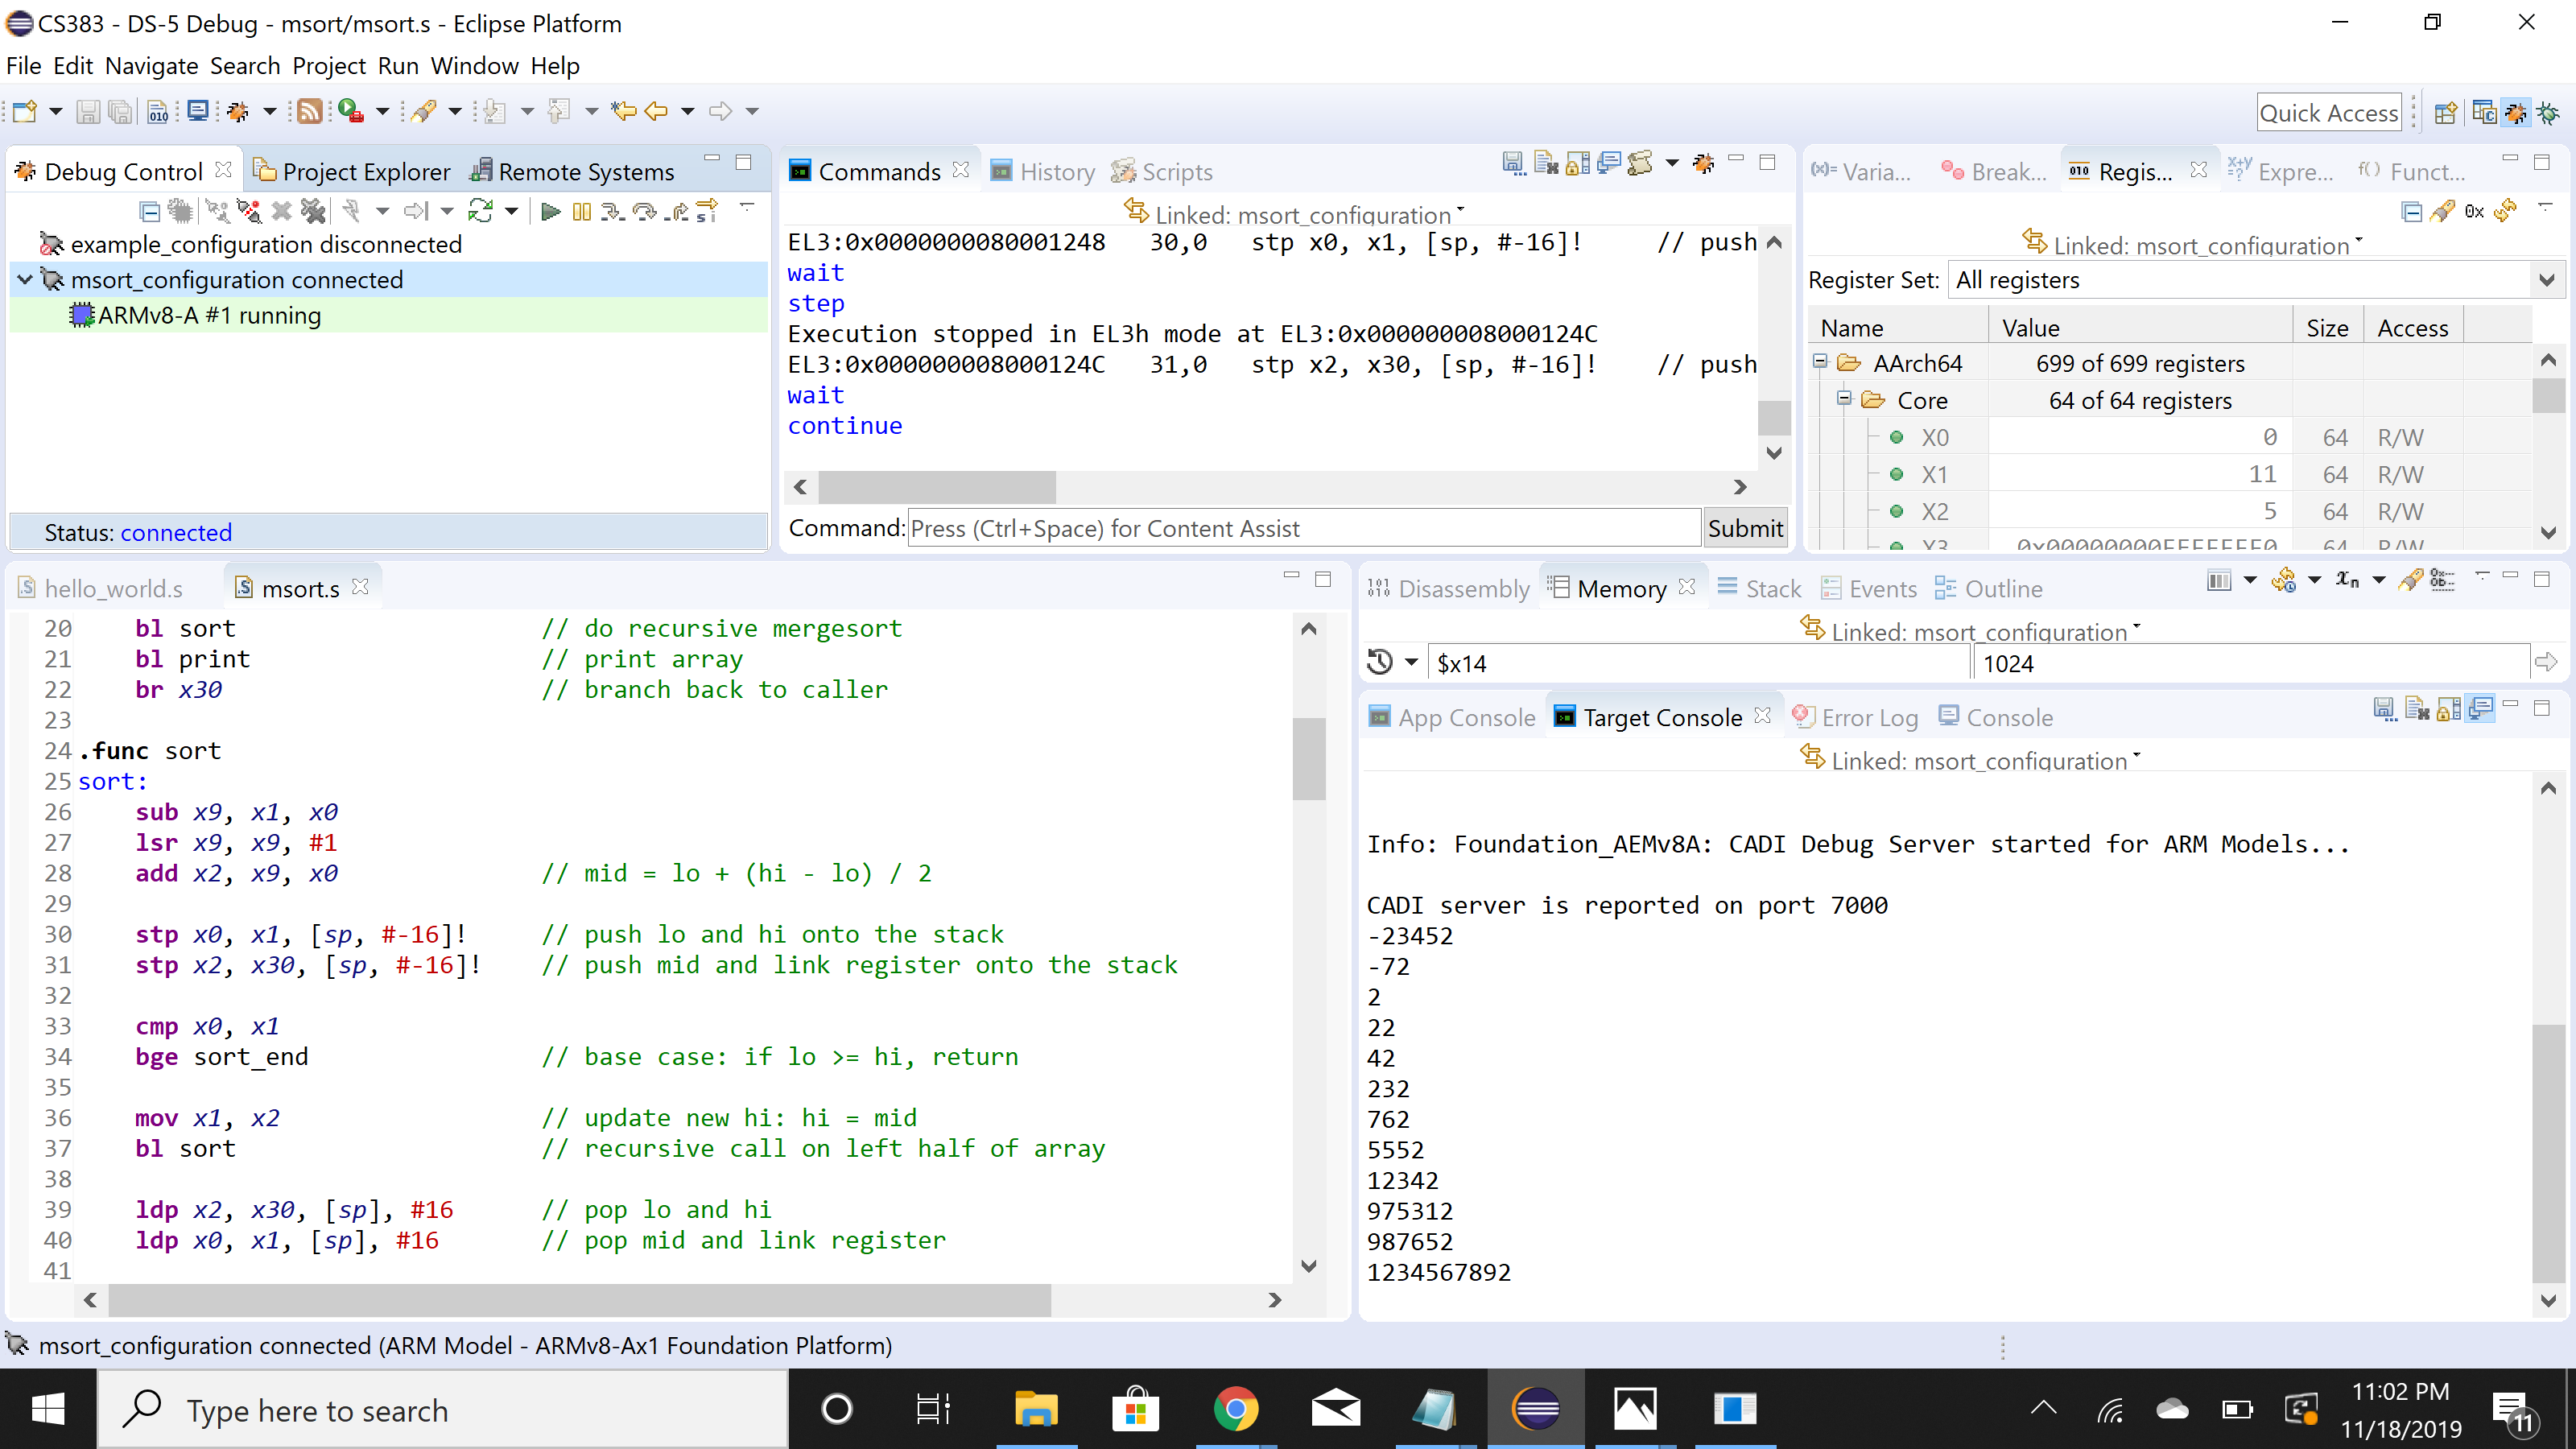 CS383 - DS-5 Debug - msort/msort.s - Eclipse Platform
File Edit Navigate Search Project Run Window Help
Quick Access
Debug Control
Project Explorer
Remote Systems
example_configuration disconnected
msort_configuration connected
ARMv8-A #1 running
Status: connected
Commands
History
Scripts
Linked: msort_configuration
EL3:0x0000000080001248   30,0   stp x0, x1, [sp, #-16]!     // push
wait
step
Execution stopped in EL3h mode at EL3:0x000000008000124C
EL3:0x000000008000124C   31,0   stp x2, x30, [sp, #-16]!    // push
wait
continue
Command: Press (Ctrl+Space) for Content Assist Submit
Varia... Break... Regis... Expre... Funct...
Linked: msort_configuration
Register Set: All registers
Name Value Size Access
AArch64 699 of 699 registers
Core 64 of 64 registers
X0 0 64 R/W
X1 11 64 R/W
X2 5 64 R/W
X3 64 R/W
hello_world.s
msort.s
20     bl sort                     // do recursive mergesort
21     bl print                    // print array
22     br x30                      // branch back to caller
23
24 .func sort
25 sort:
26     sub x9, x1, x0
27     lsr x9, x9, #1
28     add x2, x9, x0              // mid = lo + (hi - lo) / 2
29
30     stp x0, x1, [sp, #-16]!     // push lo and hi onto the stack
31     stp x2, x30, [sp, #-16]!    // push mid and link register onto the stack
32
33     cmp x0, x1
34     bge sort_end                // base case: if lo >= hi, return
35
36     mov x1, x2                  // update new hi: hi = mid
37     bl sort                     // recursive call on left half of array
38
39     ldp x2, x30, [sp], #16      // pop lo and hi
40     ldp x0, x1, [sp], #16       // pop mid and link register
41
Disassembly Memory Stack Events Outline
Linked: msort_configuration
$x14 1024
App Console Target Console Error Log Console
Linked: msort_configuration
Info: Foundation_AEMv8A: CADI Debug Server started for ARM Models...
CADI server is reported on port 7000
-23452
-72
2
22
42
232
762
5552
12342
975312
987652
1234567892
msort_configuration connected (ARM Model - ARMv8-Ax1 Foundation Platform)
Type here to search
11:02 PM
11/18/2019
11